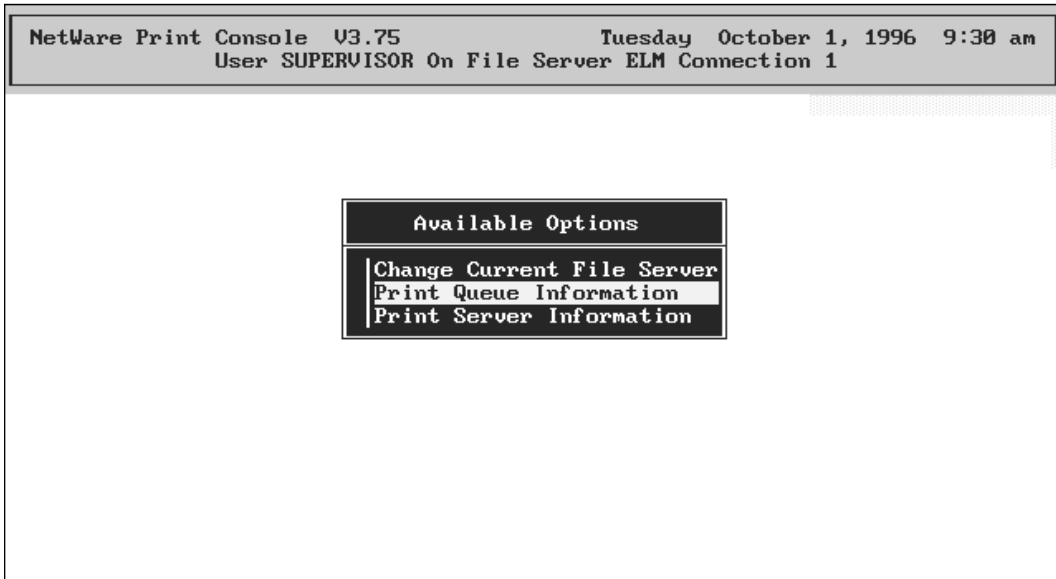 NetWare Print Console V3.75 Tuesday October 1, 1996 9:30 am
User SUPERVISOR On File Server ELM Connection 1
Available Options
Change Current File Server
Print Queue Information
Print Server Information